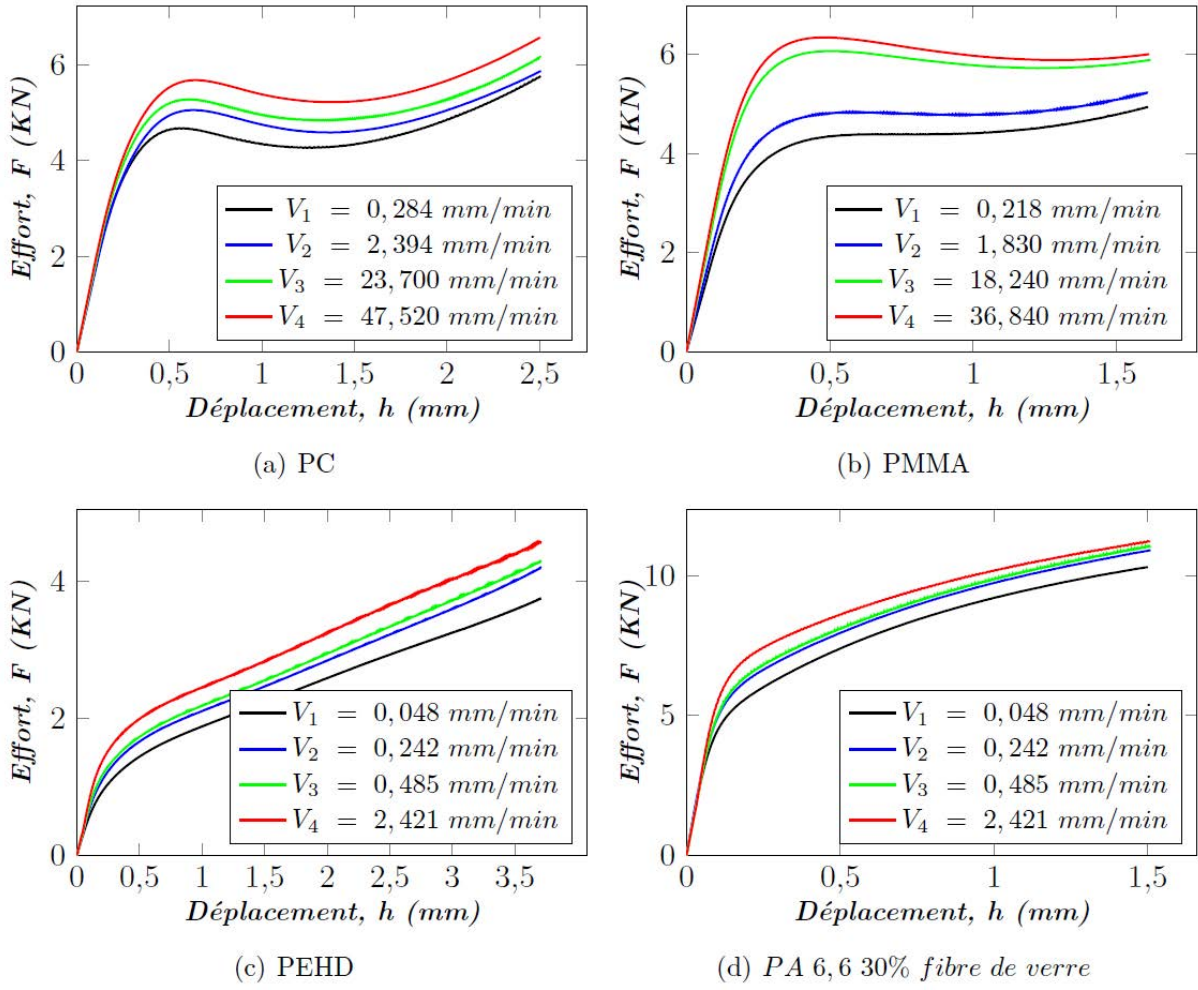 Effort, F (KN)
6
4
2
0
V1 = 0,284 mm/min
V2 = 2,394 mm/min
V3 = 23,700 mm/min
V4 = 47,520 mm/min
0 0,5 1 1,5 2 2,5
Déplacement, h (mm)
(a) PC
Effort, F (KN)
6
4
2
0
V1 = 0,218 mm/min
V2 = 1,830 mm/min
V3 = 18,240 mm/min
V4 = 36,840 mm/min
0 0,5 1 1,5
Déplacement, h (mm)
(b) PMMA
Effort, F (KN)
4
2
0
V1 = 0,048 mm/min
V2 = 0,242 mm/min
V3 = 0,485 mm/min
V4 = 2,421 mm/min
0 0,5 1 1,5 2 2,5 3 3,5
Déplacement, h (mm)
(c) PEHD
Effort, F (KN)
10
5
0
V1 = 0,048 mm/min
V2 = 0,242 mm/min
V3 = 0,485 mm/min
V4 = 2,421 mm/min
0 0,5 1 1,5
Déplacement, h (mm)
(d) PA 6,6 30% fibre de verre